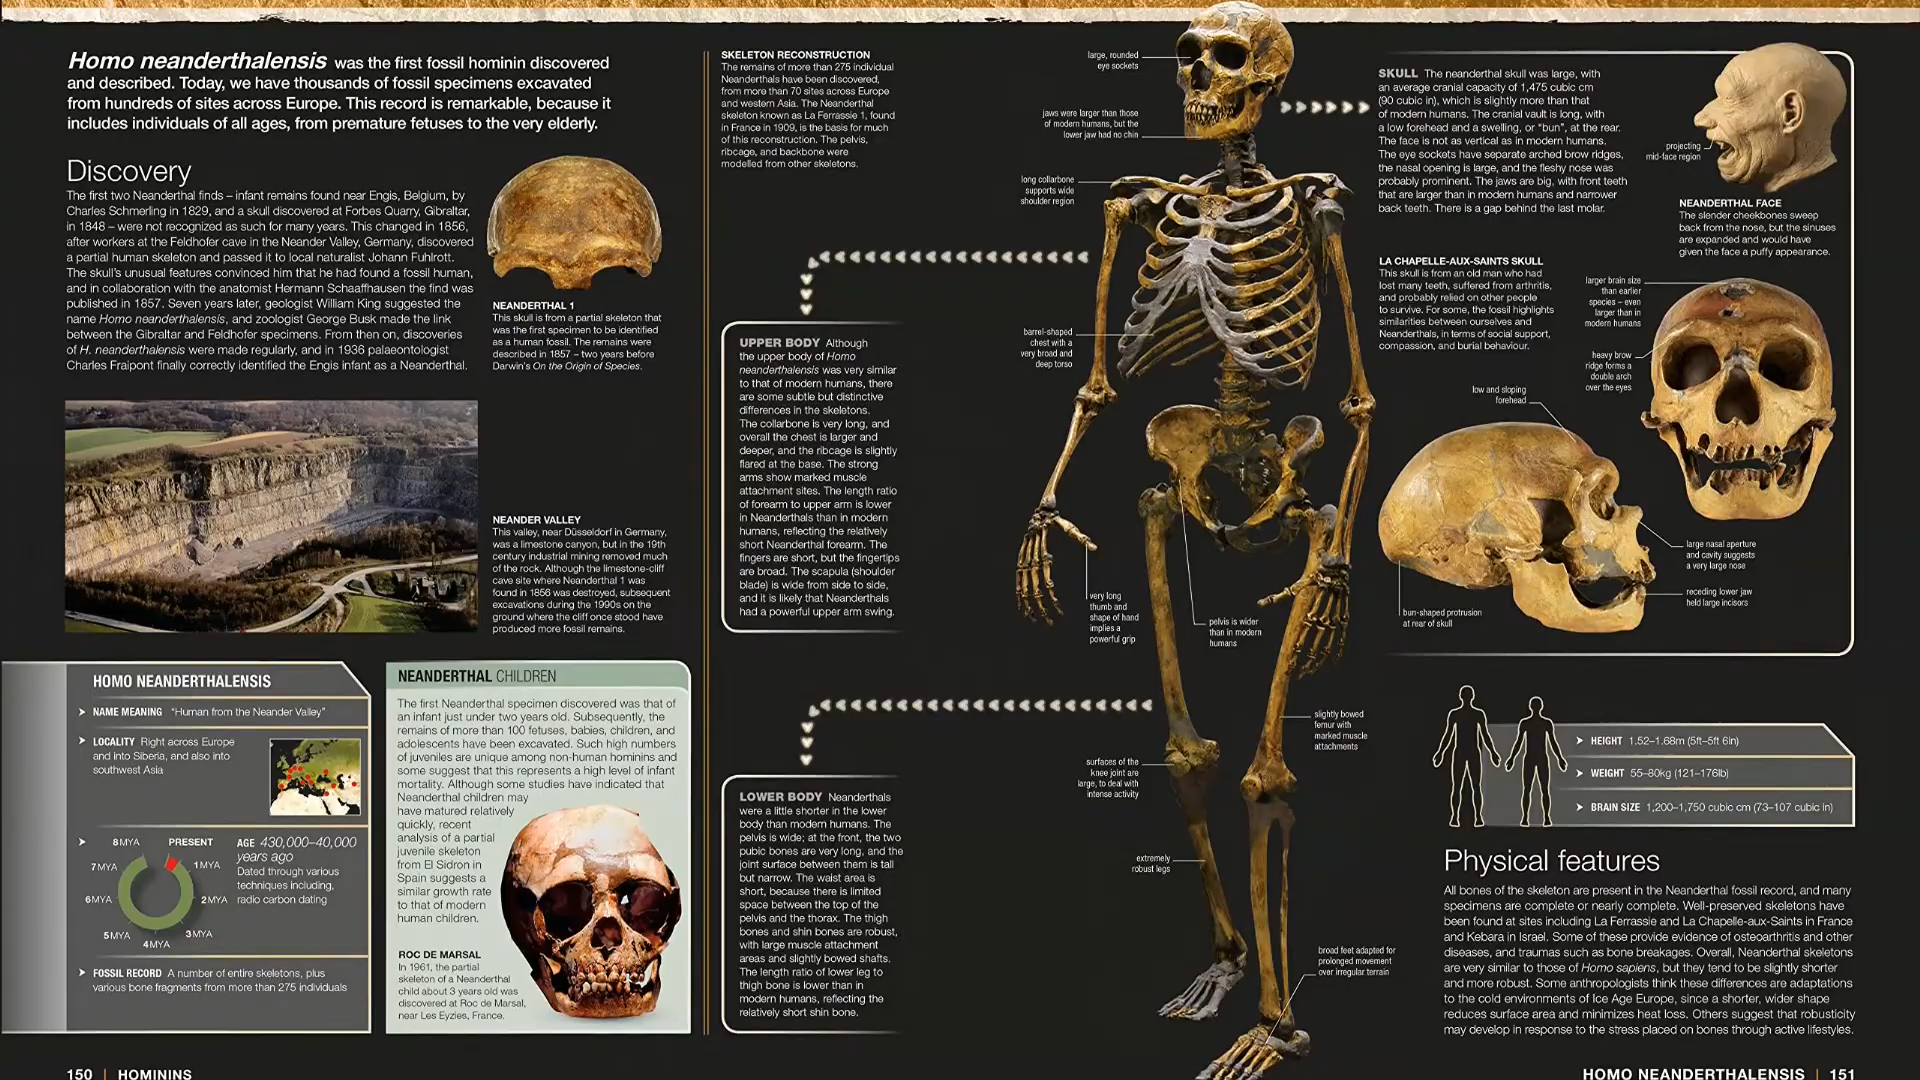 Homo neanderthalensis was the first fossil hominin discovered
and described. Today, we have thousands of fossil specimens excavated
from hundreds of sites across Europe. This record is remarkable, because it
includes individuals of all ages, from premature fetuses to the very elderly.
Discovery
The first two Neanderthal finds – infant remains found near Engis, Belgium, by
Charles Schmerling in 1829, and a skull discovered at Forbes Quarry, Gibraltar,
in 1848 – were not recognized as such for many years. This changed in 1856,
after workers at the Feldhofer cave in the Neander Valley, Germany, discovered
a partial human skeleton and passed it to local naturalist Johann Fuhlrott.
The skull's unusual features convinced him that he had found a fossil human,
and in collaboration with the anatomist Hermann Schaaffhausen the find was
published in 1857. Seven years later, geologist William King suggested the
name Homo neanderthalensis, and zoologist George Busk made the link
between the Gibraltar and Feldhofer specimens. From then on, discoveries
of H. neanderthalensis were made regularly, and in 1936 palaeontologist
Charles Fraipont finally correctly identified the Engis infant as a Neanderthal.
NEANDERTHAL 1
This skull is from a partial skeleton that
was the first specimen to be identified
as a human fossil. The remains were
described in 1857 – two years before
Darwin's On the Origin of Species.
NEANDER VALLEY
This valley, near Düsseldorf in Germany,
was a limestone canyon, but in the 19th
century industrial mining removed much
of the rock. Although the limestone-cliff
cave site where Neanderthal 1 was
found in 1856 was destroyed, subsequent
excavations during the 1990s on the
ground where the cliff once stood have
produced more fossil remains.
HOMO NEANDERTHALENSIS
NAME MEANING "Human from the Neander Valley"
LOCALITY Right across Europe
and into Siberia, and also into
southwest Asia
8MYA
PRESENT
7MYA
1MYA
6MYA
2MYA
5MYA
3MYA
4MYA
AGE 430,000–40,000
years ago
Dated through various
techniques including,
radio carbon dating
FOSSIL RECORD A number of entire skeletons, plus
various bone fragments from more than 275 individuals
NEANDERTHAL CHILDREN
The first Neanderthal specimen discovered was that of
an infant just under two years old. Subsequently, the
remains of more than 100 fetuses, babies, children, and
adolescents have been excavated. Such high numbers
of juveniles are unique among non-human hominins and
some suggest that this represents a high level of infant
mortality. Although some studies have indicated that
Neanderthal children may
have matured relatively
quickly, recent
analysis of a partial
juvenile skeleton
from El Sidron in
Spain suggests a
similar growth rate
to that of modern
human children.
ROC DE MARSAL
In 1961, the partial
skeleton of a Neanderthal
child about 3 years old was
discovered at Roc de Marsal,
near Les Eyzies, France.
150 | HOMININS
SKELETON RECONSTRUCTION
The remains of more than 275 individual
Neanderthals have been discovered,
from more than 70 sites across Europe
and western Asia. The Neanderthal
skeleton known as La Ferrassie 1, found
in France in 1909, is the basis for much
of this reconstruction. The pelvis,
ribcage, and backbone were
modelled from other skeletons.
UPPER BODY Although
the upper body of Homo
neanderthalensis was very similar
to that of modern humans, there
are some subtle but distinctive
differences in the skeletons.
The collarbone is very long, and
overall the chest is larger and
deeper, and the ribcage is slightly
flared at the base. The strong
arms show marked muscle
attachment sites. The length ratio
of forearm to upper arm is lower
in Neanderthals than in modern
humans, reflecting the relatively
short Neanderthal forearm. The
fingers are short, but the fingertips
are broad. The scapula (shoulder
blade) is wide from side to side,
and it is likely that Neanderthals
had a powerful upper arm swing.
LOWER BODY Neanderthals
were a little shorter in the lower
body than modern humans. The
pelvis is wide; at the front, the two
pubic bones are very long, and the
joint surface between them is tall
but narrow. The waist area is
short, because there is limited
space between the top of the
pelvis and the thorax. The thigh
bones and shin bones are robust,
with large muscle attachment
areas and slightly bowed shafts.
The length ratio of lower leg to
thigh bone is lower than in
modern humans, reflecting the
relatively short shin bone.
large, rounded
eye sockets
jaws were larger than those
of modern humans, but the
lower jaw had no chin
long collarbone
supports wide
shoulder region
barrel-shaped
chest with a
very broad and
deep torso
very long
thumb and
shape of hand
implies a
powerful grip
pelvis is wider
than in modern
humans
slightly bowed
femur with
marked muscle
attachments
surfaces of the
knee joint are
large, to deal with
intense activity
extremely
robust legs
broad feet adapted for
prolonged movement
over irregular terrain
SKULL The neanderthal skull was large, with
an average cranial capacity of 1,475 cubic cm
(90 cubic in), which is slightly more than that
of modern humans. The cranial vault is long, with
a low forehead and a swelling, or "bun", at the rear.
The face is not as vertical as in modern humans.
The eye sockets have separate arched brow ridges,
the nasal opening is large, and the fleshy nose was
probably prominent. The jaws are big, with front teeth
that are larger than in modern humans and narrower
back teeth. There is a gap behind the last molar.
projecting
mid-face region
NEANDERTHAL FACE
The slender cheekbones sweep
back from the nose, but the sinuses
are expanded and would have
given the face a puffy appearance.
LA CHAPELLE-AUX-SAINTS SKULL
This skull is from an old man who had
lost many teeth, suffered from arthritis,
and probably relied on other people
to survive. For some, the fossil highlights
similarities between ourselves and
Neanderthals, in terms of social support,
compassion, and burial behaviour.
larger brain size
than earlier
species – even
larger than in
modern humans
heavy brow
ridge forms a
double arch
over the eyes
low and sloping
forehead
large nasal aperture
and cavity suggests
a very large nose
receding lower jaw
held large incisors
bun-shaped protrusion
at rear of skull
HEIGHT 1.52–1.68m (5ft–5ft 6in)
WEIGHT 55–80kg (121–176lb)
BRAIN SIZE 1,200–1,750 cubic cm (73–107 cubic in)
Physical features
All bones of the skeleton are present in the Neanderthal fossil record, and many
specimens are complete or nearly complete. Well-preserved skeletons have
been found at sites including La Ferrassie and La Chapelle-aux-Saints in France
and Kebara in Israel. Some of these provide evidence of osteoarthritis and other
diseases, and traumas such as bone breakages. Overall, Neanderthal skeletons
are very similar to those of Homo sapiens, but they tend to be slightly shorter
and more robust. Some anthropologists think these differences are adaptations
to the cold environments of Ice Age Europe, since a shorter, wider shape
reduces surface area and minimizes heat loss. Others suggest that robusticity
may develop in response to the stress placed on bones through active lifestyles.
HOMO NEANDERTHALENSIS | 151